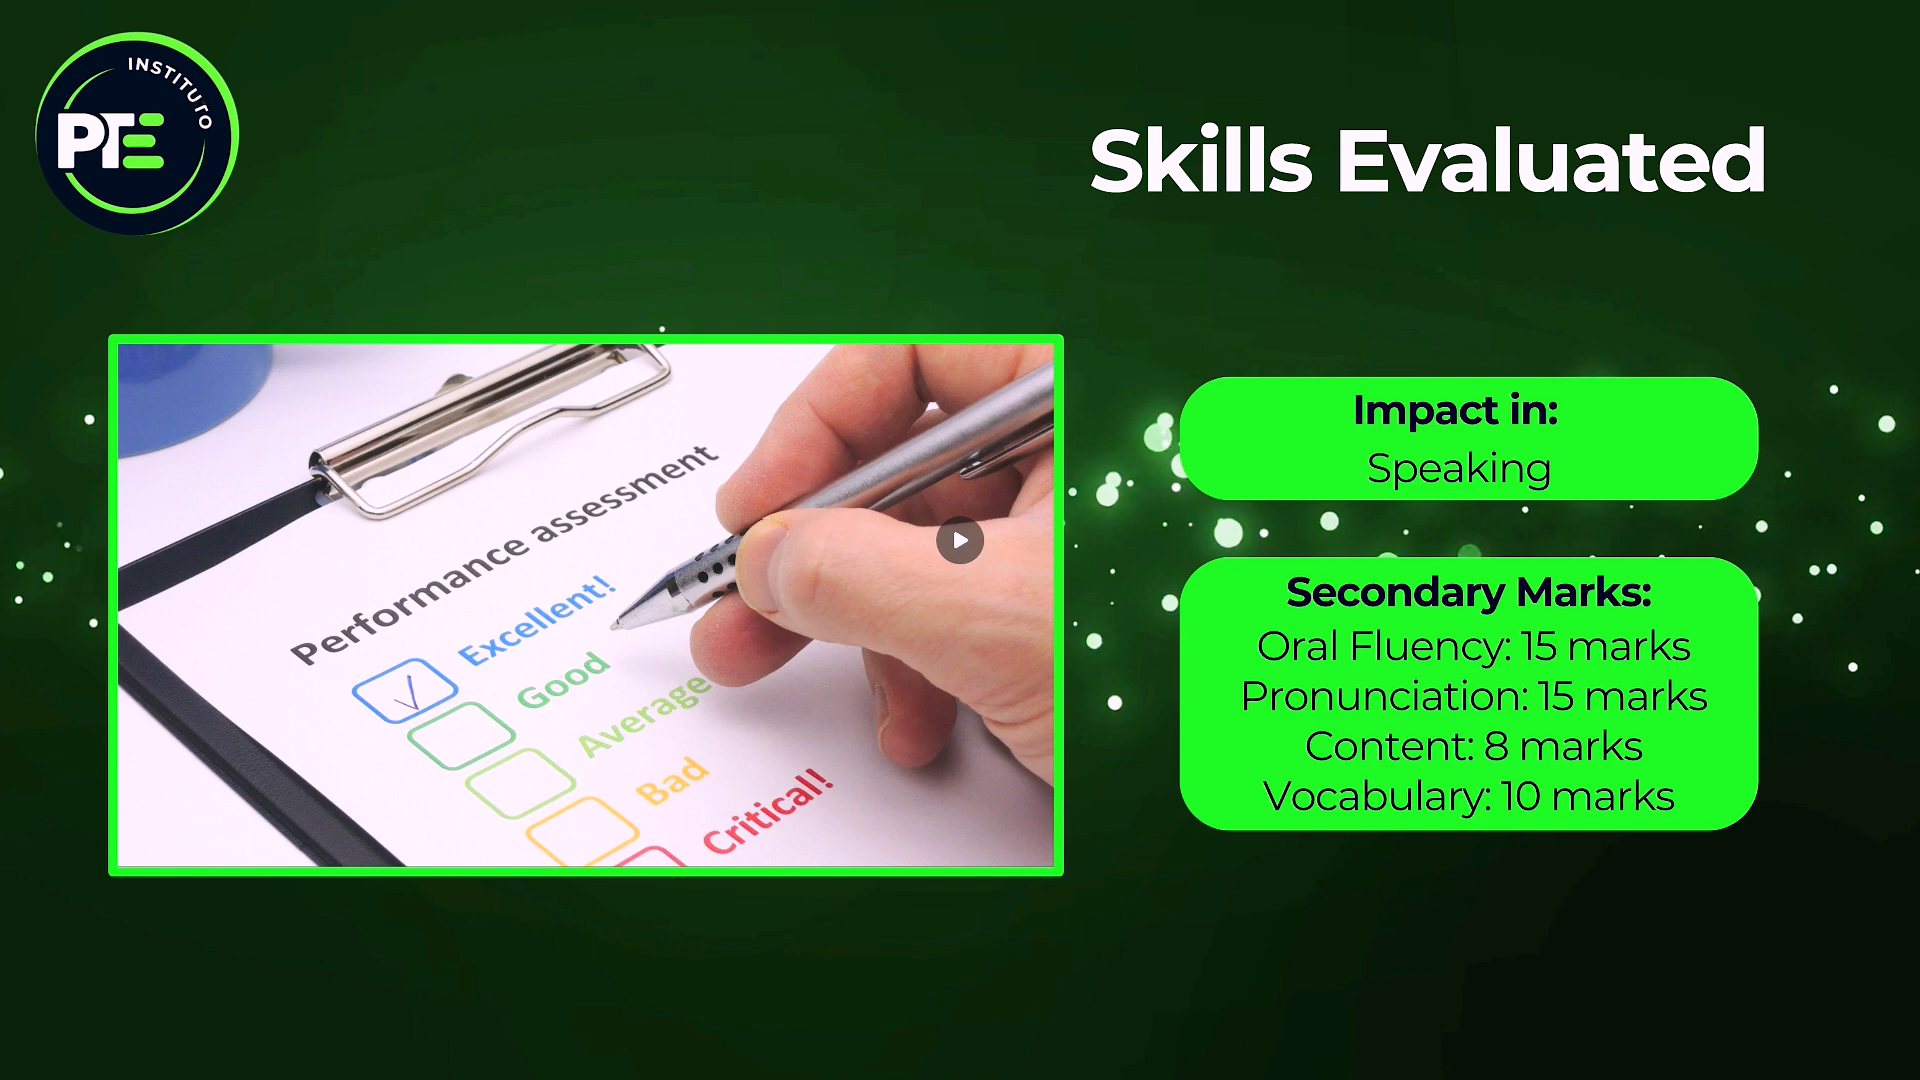 INSTITUTO
PTE
Skills Evaluated
Performance assessment
Excellent!
Good
Average
Bad
Critical!
Impact in:
Speaking
Secondary Marks:
Oral Fluency: 15 marks
Pronunciation: 15 marks
Content: 8 marks
Vocabulary: 10 marks